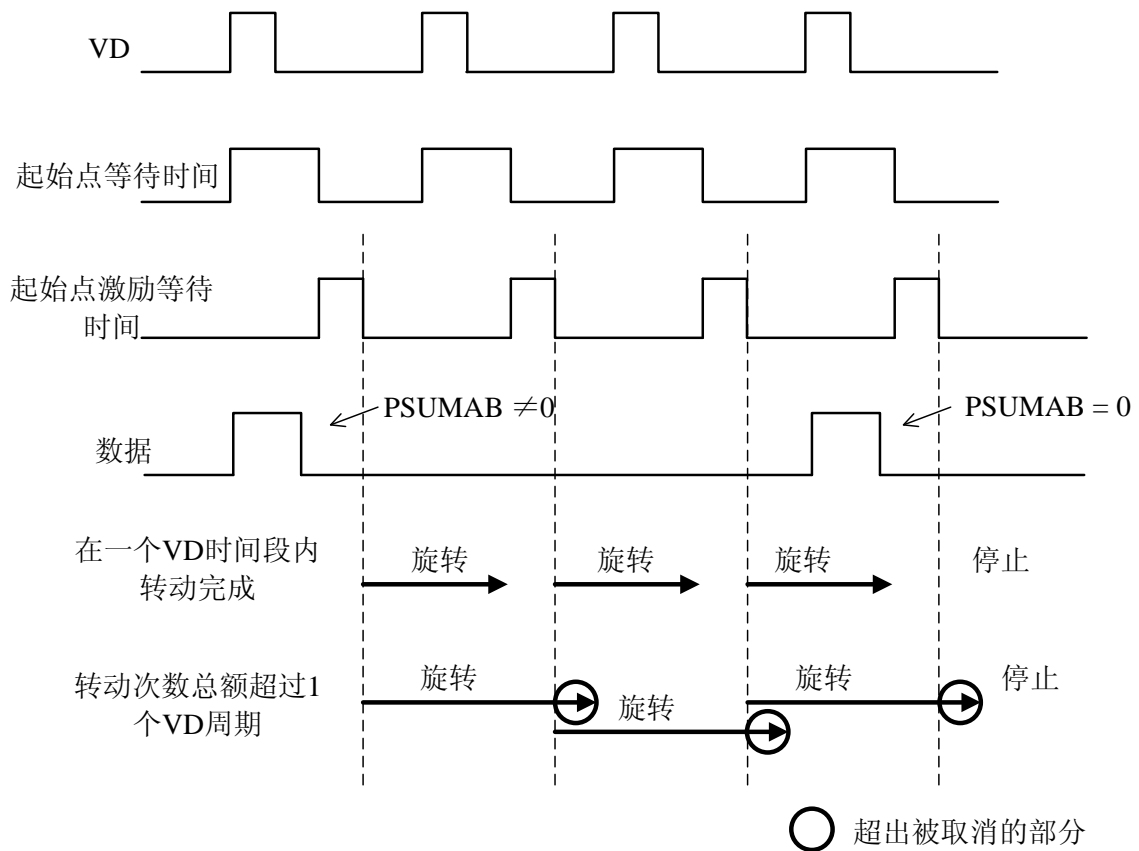 VD
起始点等待时间
起始点激励等待
时间
PSUMAB ≠0
PSUMAB = 0
数据
在一个VD时间段内
转动完成
旋转
旋转
旋转
停止
转动次数总额超过1
个VD周期
旋转
旋转
旋转
停止
超出被取消的部分